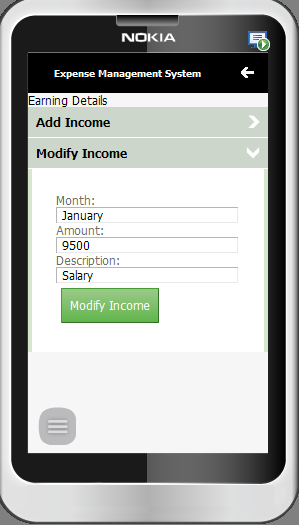 NOKIA
Expense Management System
Earning Details
Add Income
Modify Income
Month:
January
Amount:
9500
Description:
Salary
Modify Income